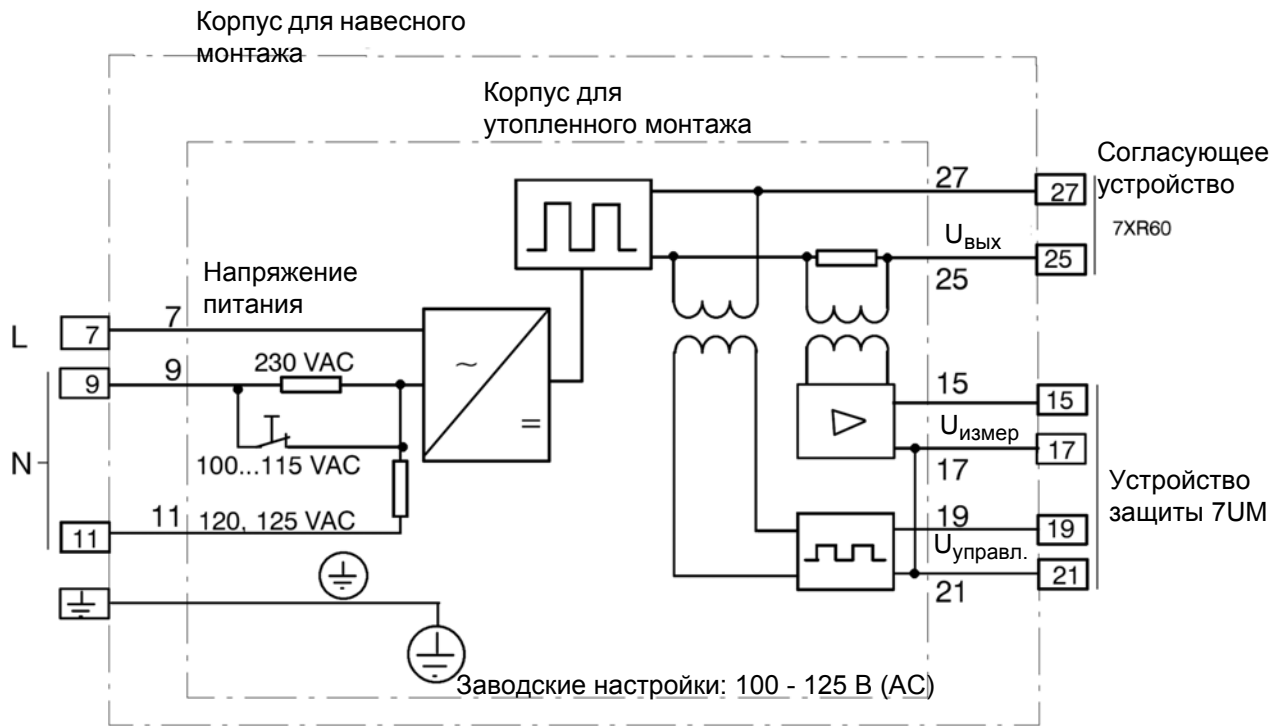 Корпус для навесного
монтажа
Корпус для
утопленного монтажа
Согласующее
устройство
7XR60
27
27
Uвых
25
25
Напряжение
питания
L
7
7
9
9
230 VAC
~
=
15
15
Uизмер
17
17
N
100...115 VAC
Устройство
защиты 7UM
11
11
120, 125 VAC
19
19
Uуправл.
21
21
Заводские настройки: 100 - 125 В (AC)